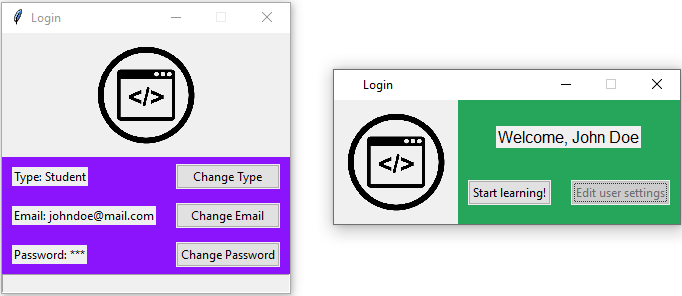 Login
</>
Type: Student
Change Type
Email: johndoe@mail.com
Change Email
Password: ***
Change Password
Login
</>
Welcome, John Doe
Start learning!
Edit user settings